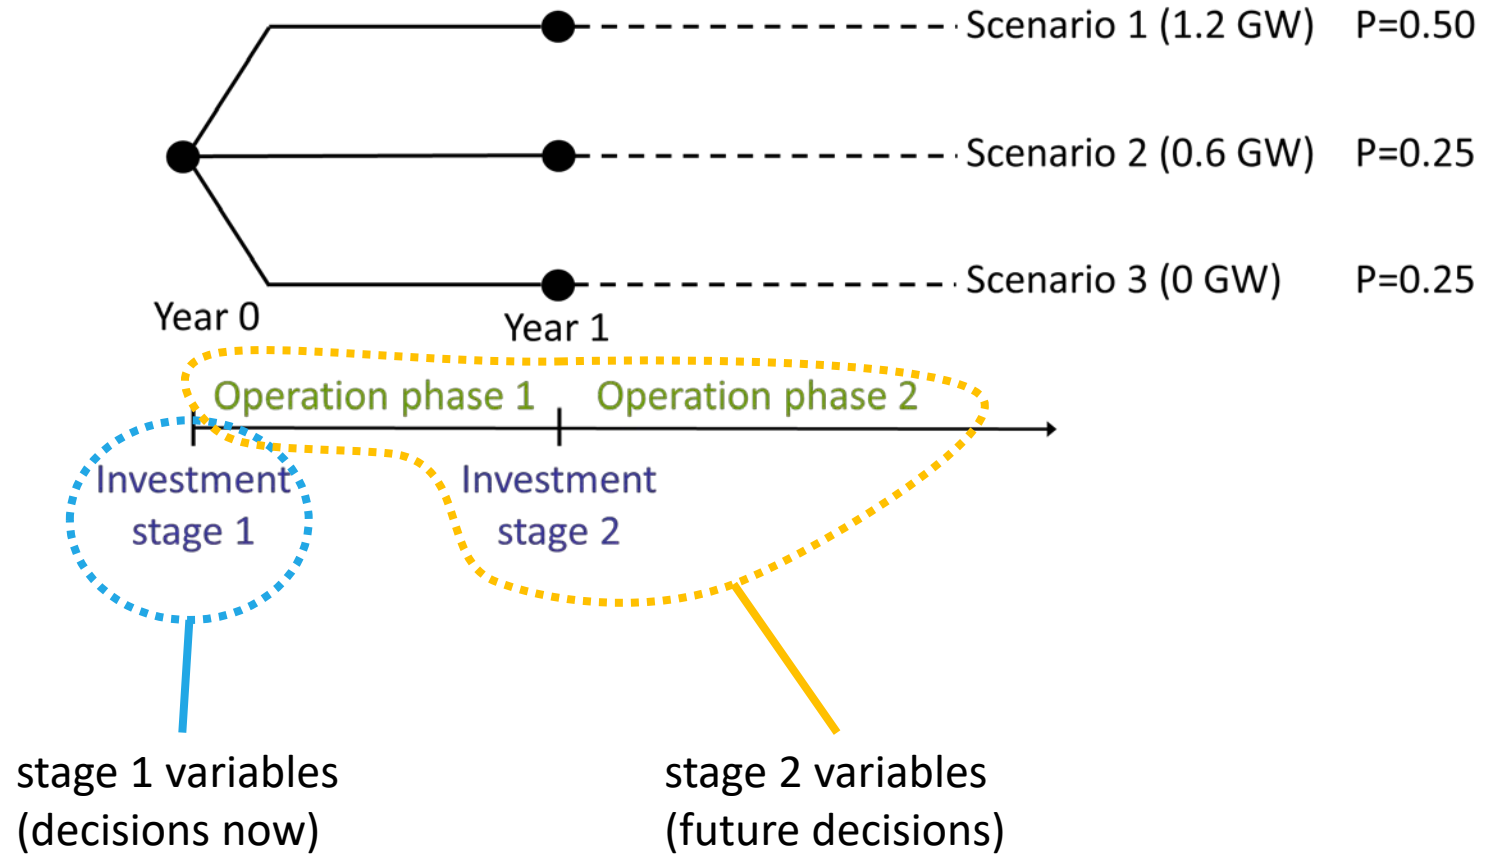 Scenario 1 (1.2 GW) P=0.50
Scenario 2 (0.6 GW) P=0.25
Scenario 3 (0 GW) P=0.25
Year 0
Year 1
Operation phase 1
Operation phase 2
Investment
stage 1
Investment
stage 2
stage 1 variables
(decisions now)
stage 2 variables
(future decisions)